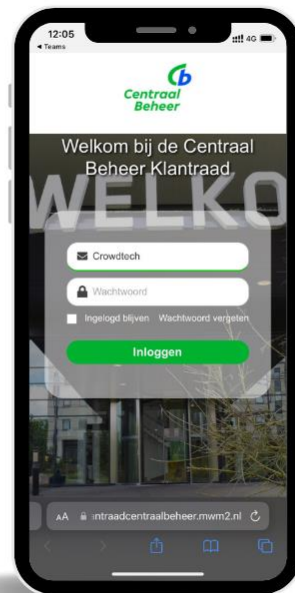 12:05
4G
◄ Teams
Centraal
Beheer
Welkom bij de Centraal
Beheer Klantraad
WELKO
Crowdtech
Wachtwoord
Ingelogd blijven Wachtwoord vergeten
Inloggen
AA ntraadcentraalbeheer.mwm2.nl